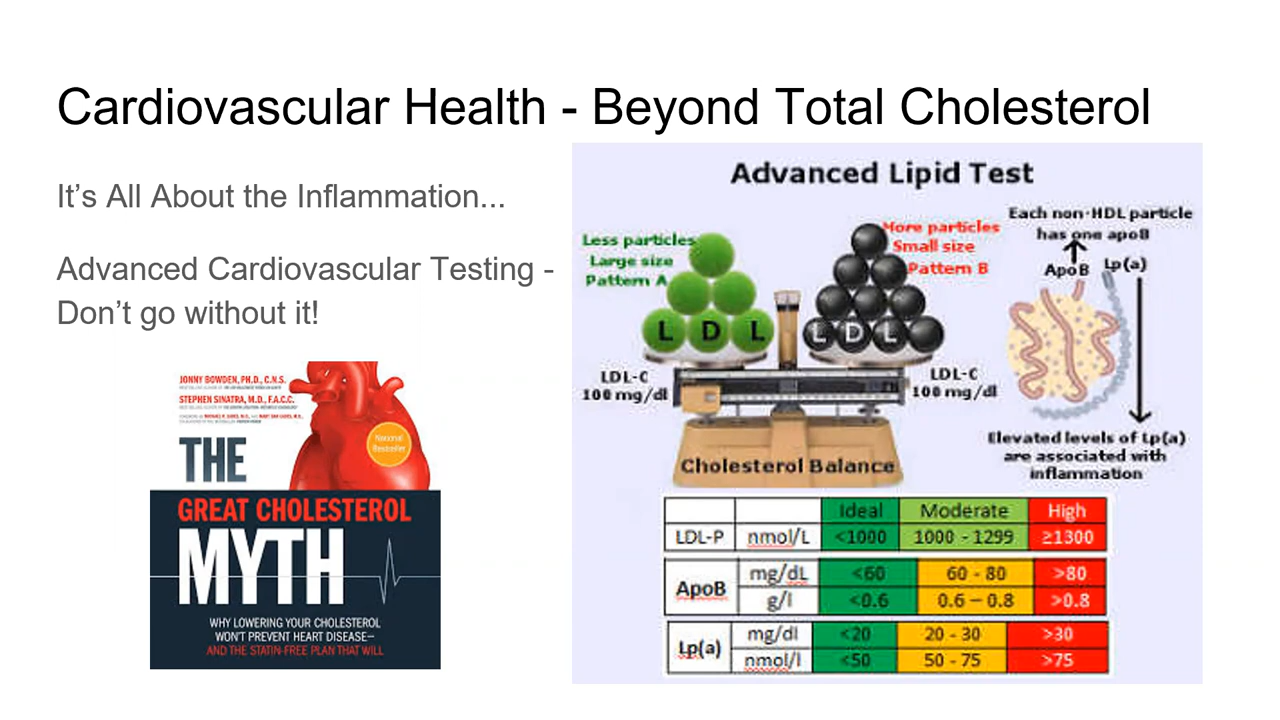 Cardiovascular Health - Beyond Total Cholesterol
It’s All About the Inflammation...
Advanced Cardiovascular Testing -
Don’t go without it!
JONNY BOWDEN, PH.D., C.N.S.
STEPHEN SINATRA, M.D., F.A.C.C.
National
Bestseller
THE
GREAT CHOLESTEROL
MYTH
WHY LOWERING YOUR CHOLESTEROL
WON’T PREVENT HEART DISEASE—
AND THE STATIN-FREE PLAN THAT WILL
Advanced Lipid Test
Less particles
Large size
Pattern A
More particles
Small size
Pattern B
Each non-HDL particle
has one apoB
ApoB Lp(a)
L D L
L D L
LDL-C
100 mg/dl
LDL-C
100 mg/dl
Cholesterol Balance
Elevated levels of Lp(a)
are associated with
inflammation
Ideal Moderate High
LDL-P nmol/L <1000 1000 - 1299 ≥1300
ApoB mg/dL <60 60 - 80 >80
g/l <0.6 0.6 – 0.8 >0.8
Lp(a) mg/dl <20 20 - 30 >30
nmol/l <50 50 - 75 >75